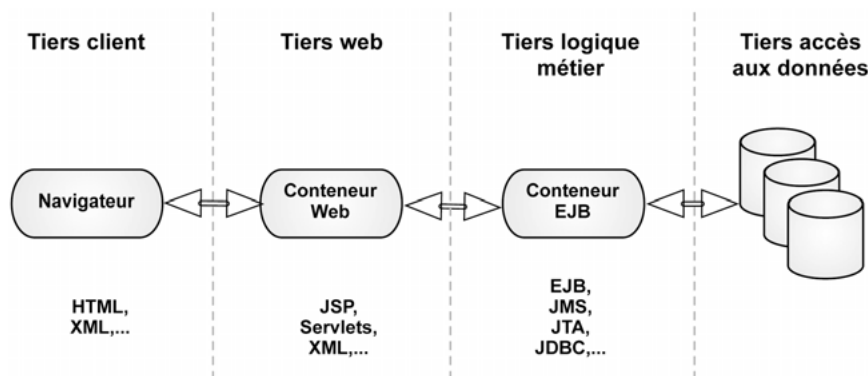 Tiers client
Tiers web
Tiers logique
métier
Tiers accès
aux données
Navigateur
Conteneur
Web
Conteneur
EJB
HTML,
XML,...
JSP,
Servlets,
XML,...
EJB,
JMS,
JTA,
JDBC,...